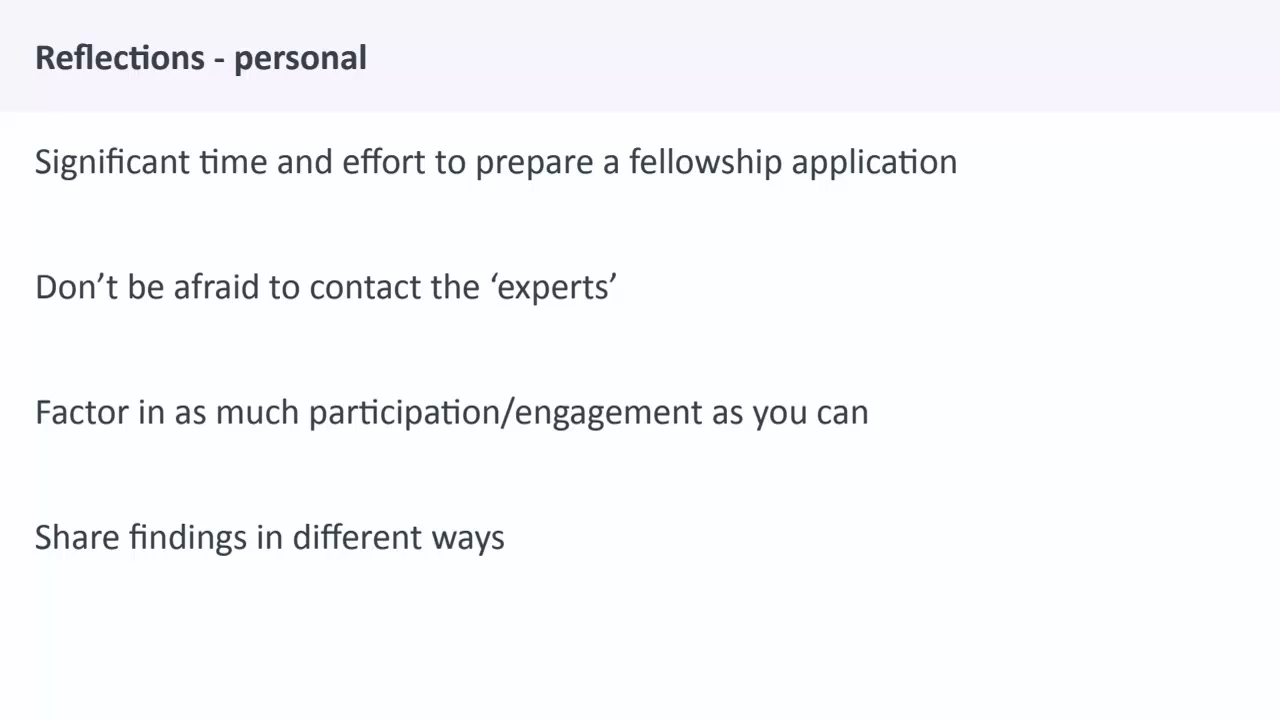 Reflections - personal
Significant time and effort to prepare a fellowship application
Don’t be afraid to contact the ‘experts’
Factor in as much participation/engagement as you can
Share findings in different ways